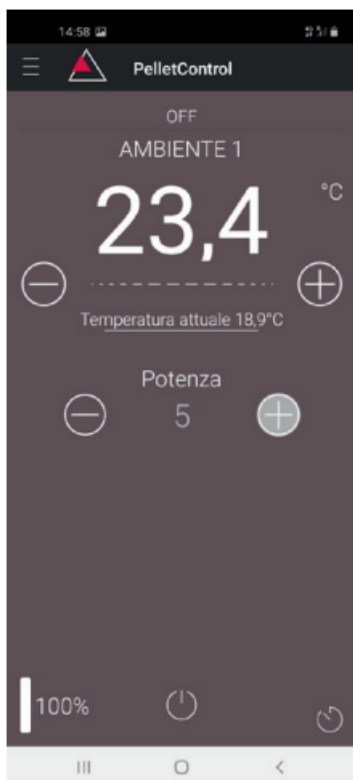 14:58
PelletControl
OFF
AMBIENTE 1
23,4 °C
Temperatura attuale 18,9°C
Potenza
5
100%